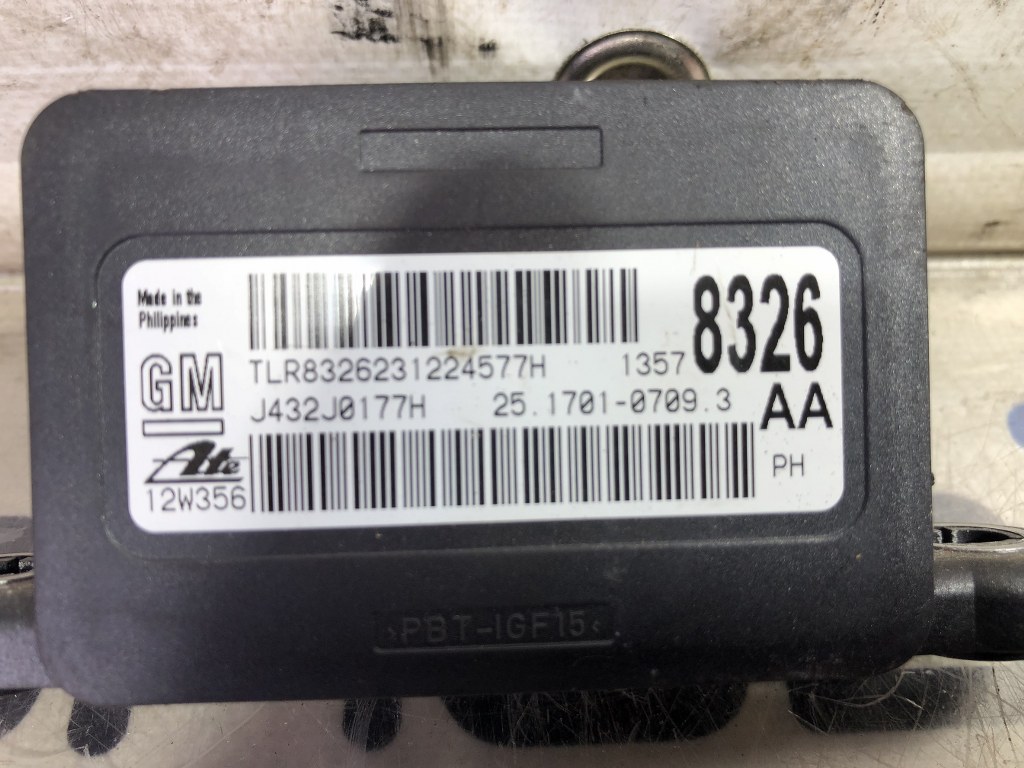 Made in the
Philippines
GM
TLR8326231224577H 1357
8326
J432J0177H 25.1701-0709.3
AA
Ate
12W356
PH
>PBT-IGF15<